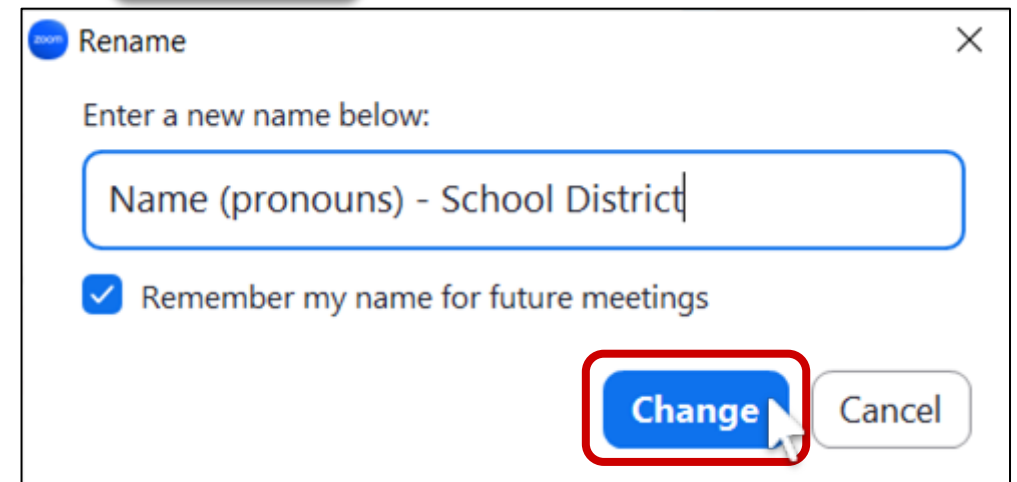 zoom Rename
Enter a new name below:
Name (pronouns) - School District
Remember my name for future meetings
Change Cancel